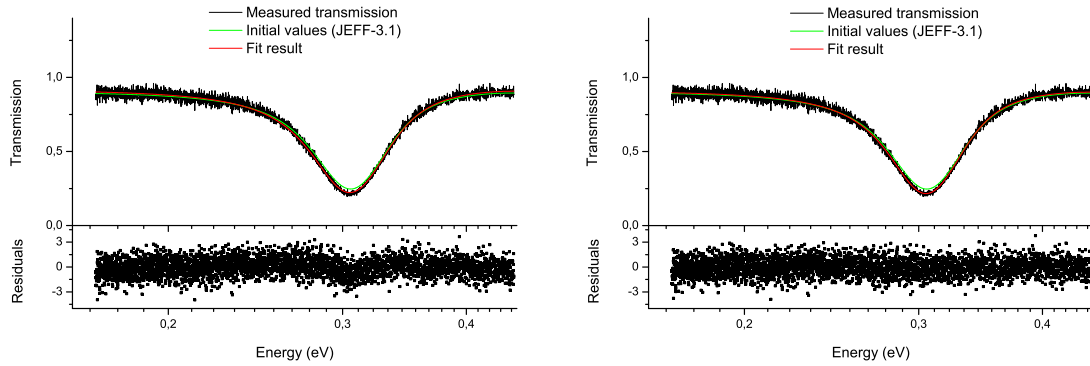 Measured transmission
Initial values (JEFF-3.1)
Fit result
Transmission
1,0
0,5
0,0
Residuals
3
0
-3
0,2
0,3
0,4
Energy (eV)
Measured transmission
Initial values (JEFF-3.1)
Fit result
Transmission
1,0
0,5
0,0
Residuals
3
0
-3
0,2
0,3
0,4
Energy (eV)